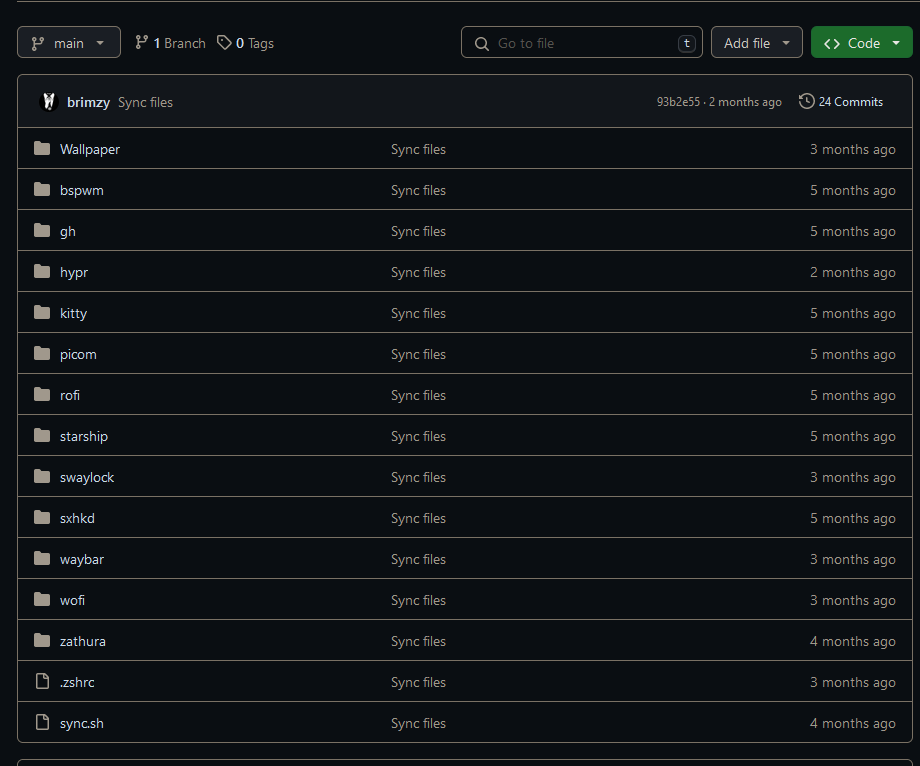 main 1 Branch 0 Tags Go to file t Add file Code
brimzy Sync files 93b2e55 · 2 months ago 24 Commits
Wallpaper Sync files 3 months ago
bspwm Sync files 5 months ago
gh Sync files 5 months ago
hypr Sync files 2 months ago
kitty Sync files 5 months ago
picom Sync files 5 months ago
rofi Sync files 5 months ago
starship Sync files 5 months ago
swaylock Sync files 3 months ago
sxhkd Sync files 5 months ago
waybar Sync files 3 months ago
wofi Sync files 3 months ago
zathura Sync files 4 months ago
.zshrc Sync files 3 months ago
sync.sh Sync files 4 months ago